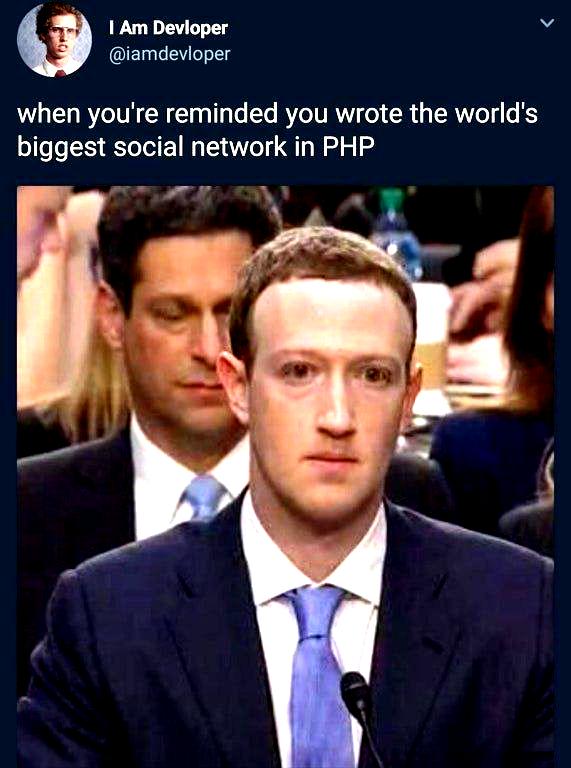 I Am Devloper
@iamdevloper
when you're reminded you wrote the world's
biggest social network in PHP